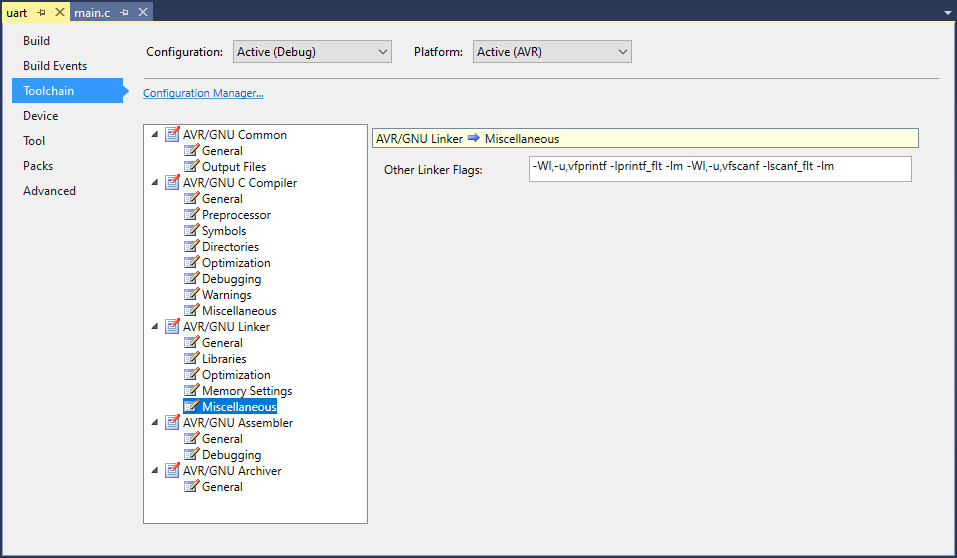 uart
main.c
Build
Build Events
Toolchain
Device
Tool
Packs
Advanced
Configuration: Active (Debug) Platform: Active (AVR)
Configuration Manager...
AVR/GNU Common
General
Output Files
AVR/GNU C Compiler
General
Preprocessor
Symbols
Directories
Optimization
Debugging
Warnings
Miscellaneous
AVR/GNU Linker
General
Libraries
Optimization
Memory Settings
Miscellaneous
AVR/GNU Assembler
General
Debugging
AVR/GNU Archiver
General
AVR/GNU Linker Miscellaneous
Other Linker Flags: -Wl,-u,vfprintf -lprintf_flt -lm -Wl,-u,vfscanf -lscanf_flt -lm